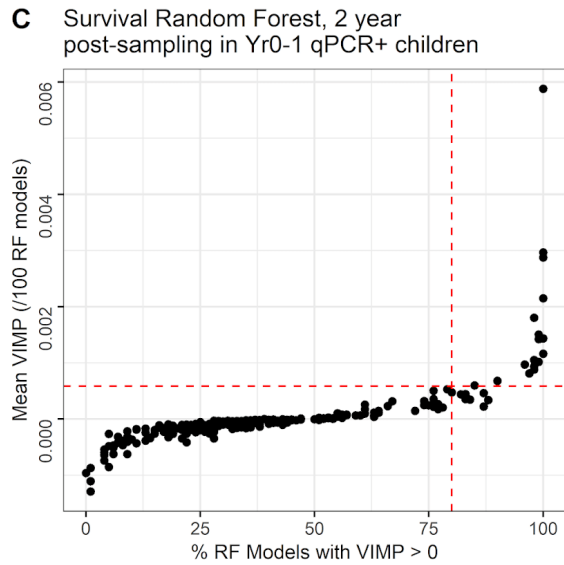 C Survival Random Forest, 2 year
post-sampling in Yr0-1 qPCR+ children
Mean VIMP (/100 RF models)
0.006
0.004
0.002
0.000
0 25 50 75 100
% RF Models with VIMP > 0